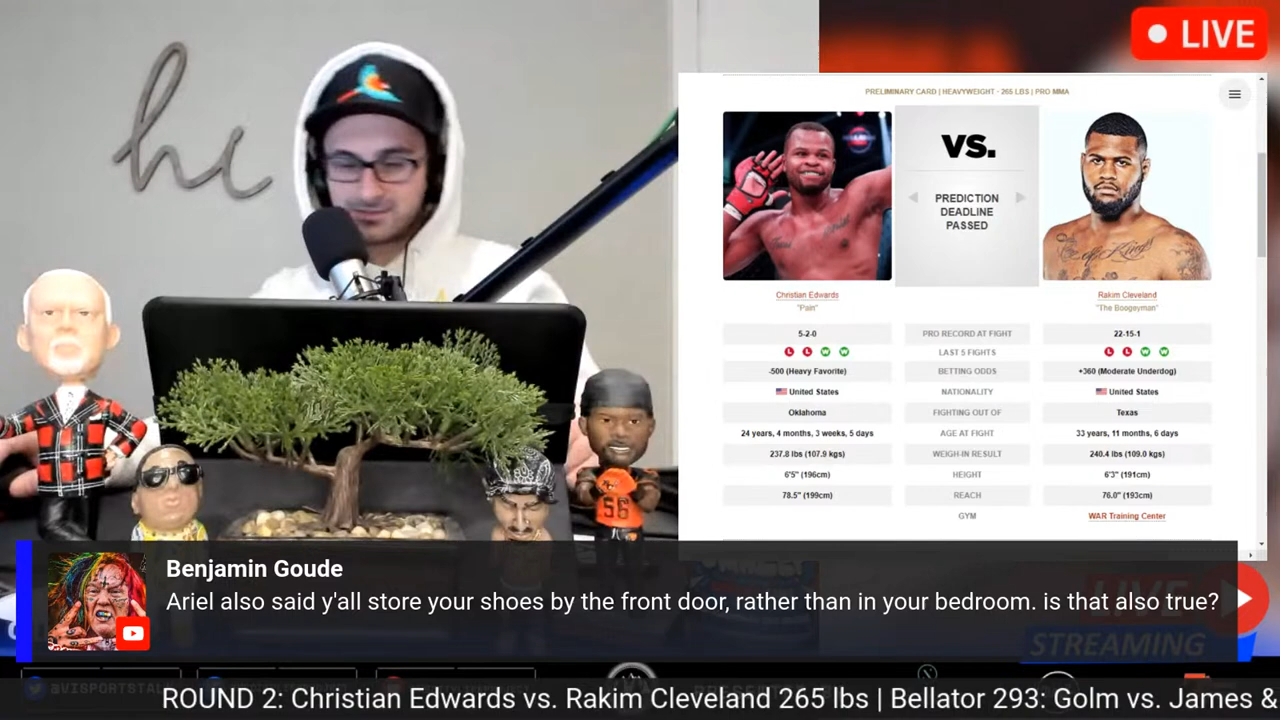 hi
LIVE
PRELIMINARY CARD | HEAVYWEIGHT - 265 LBS | PRO MMA
VS.
PREDICTION
DEADLINE
PASSED
Christian Edwards
Rakim Cleveland
"Pain"
"The Boogeyman"
5-2-0 PRO RECORD AT FIGHT 22-15-1
L L W W LAST 5 FIGHTS L L W W
-500 (Heavy Favorite) BETTING ODDS +360 (Moderate Underdog)
United States NATIONALITY United States
Oklahoma FIGHTING OUT OF Texas
24 years, 4 months, 3 weeks, 5 days AGE AT FIGHT 33 years, 11 months, 6 days
237.8 lbs (107.9 kgs) WEIGH-IN RESULT 240.4 lbs (109.0 kgs)
6'5" (196cm) HEIGHT 6'3" (191cm)
78.5" (199cm) REACH 76.0" (193cm)
GYM WAR Training Center
56
Benjamin Goude
Ariel also said y'all store your shoes by the front door, rather than in your bedroom. is that also true?
LIVE
STREAMING
@VISPORTSTALK
ROUND 2: Christian Edwards vs. Rakim Cleveland 265 lbs | Bellator 293: Golm vs. James &